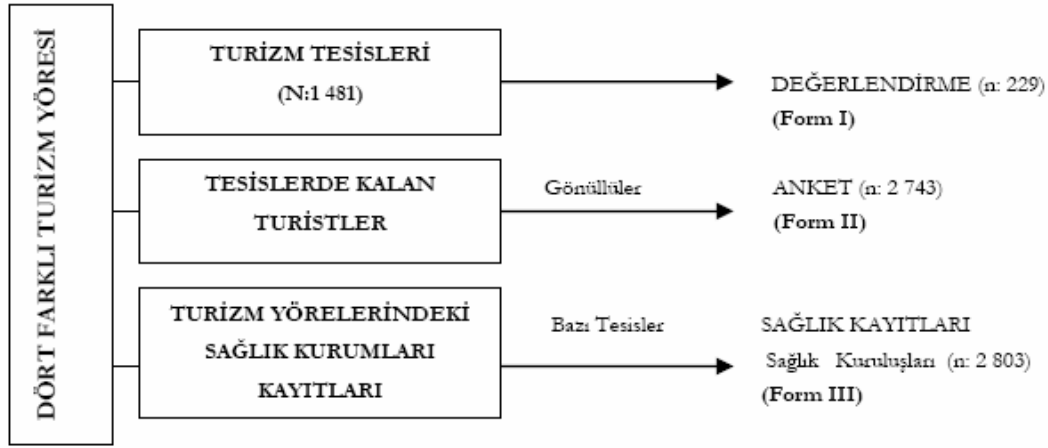 DÖRT FARKLI TURİZM YÖRESİ
TURİZM TESİSLERİ
(N:1 481)
DEĞERLENDİRME (n: 229)
(Form I)
TESİSLERDE KALAN
TURİSTLER
Gönüllüler
ANKET (n: 2 743)
(Form II)
TURİZM YÖRELERİNDEKİ
SAĞLIK KURUMLARI
KAYITLARI
Bazı Tesisler
SAĞLIK KAYITLARI
Sağlık Kuruluşları (n: 2 803)
(Form III)